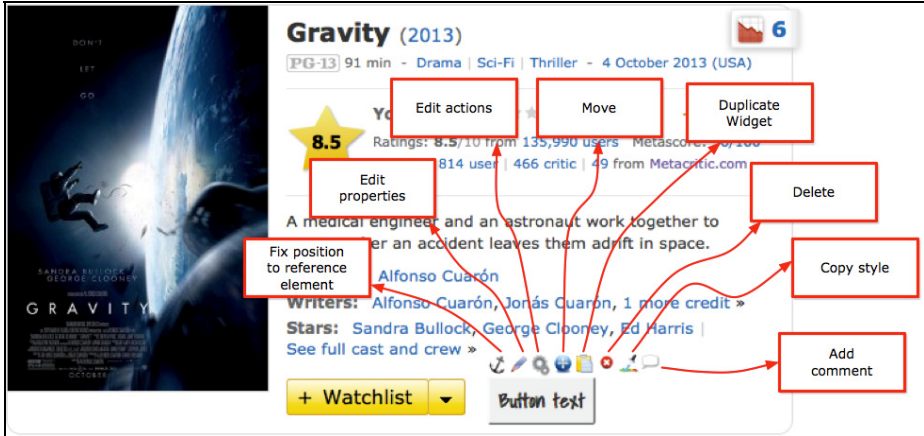 DON'T
LET
GO
SANDRA BULLOCK
GEORGE CLOONEY
GRAVITY
OCTOBER
Gravity (2013)
6
PG-13 91 min - Drama | Sci-Fi | Thriller - 4 October 2013 (USA)
Edit actions
Move
Duplicate
Widget
8.5
Yo
Ratings: 8.5/10 from 135,990 users Metascore: /100
814 user | 466 critic | 49 from Metacritic.com
Edit
properties
Delete
A medical engineer and an astronaut work together to
er an accident leaves them adrift in space.
Fix position
to reference
element
Alfonso Cuarón
Copy style
Writers: Alfonso Cuarón, Jonás Cuarón, 1 more credit »
Stars: Sandra Bullock, George Clooney, Ed Harris |
See full cast and crew »
Add
comment
+ Watchlist
Button text